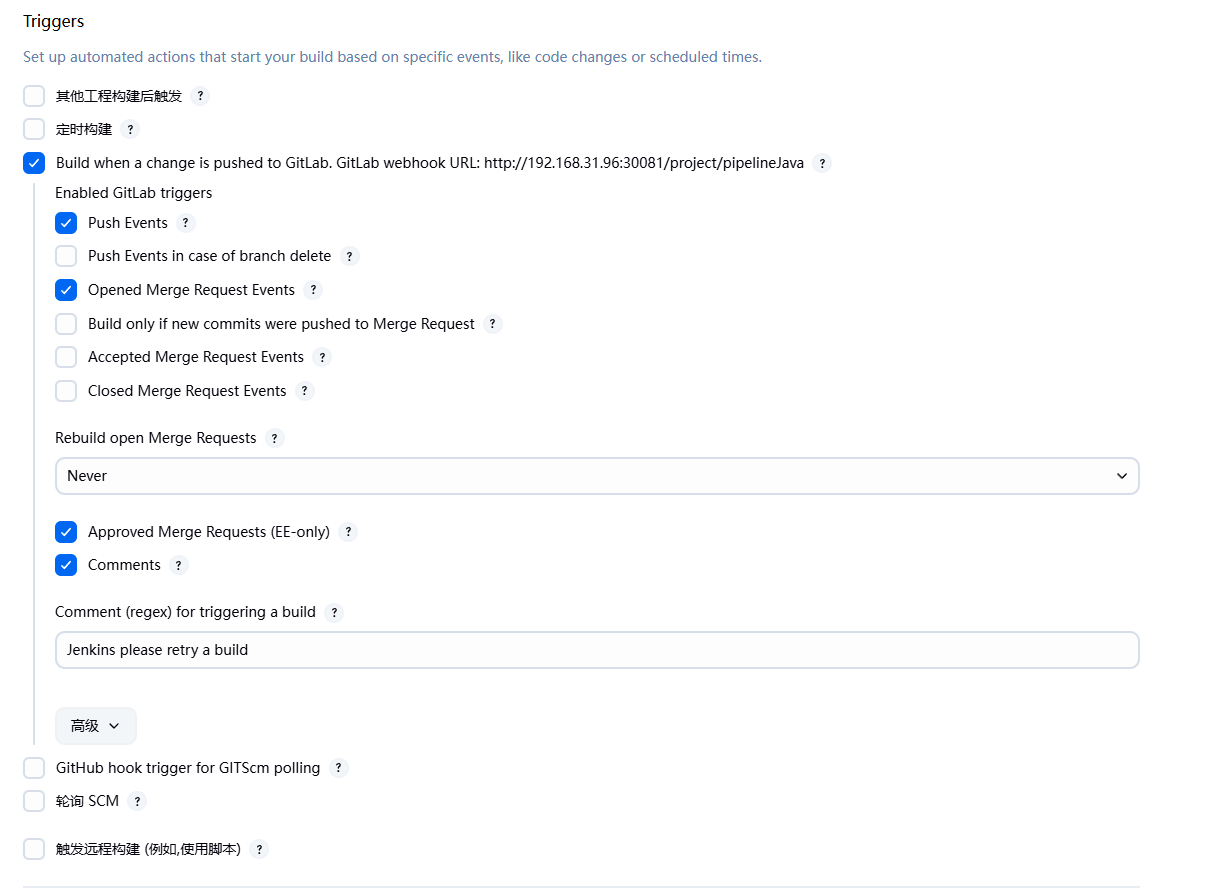 Triggers
Set up automated actions that start your build based on specific events, like code changes or scheduled times.
其他工程构建后触发 ?
定时构建 ?
Build when a change is pushed to GitLab. GitLab webhook URL: http://192.168.31.96:30081/project/pipelineJava ?
Enabled GitLab triggers
Push Events ?
Push Events in case of branch delete ?
Opened Merge Request Events ?
Build only if new commits were pushed to Merge Request ?
Accepted Merge Request Events ?
Closed Merge Request Events ?
Rebuild open Merge Requests ?
Never
Approved Merge Requests (EE-only) ?
Comments ?
Comment (regex) for triggering a build ?
Jenkins please retry a build
高级
GitHub hook trigger for GITScm polling ?
轮询 SCM ?
触发远程构建 (例如,使用脚本) ?